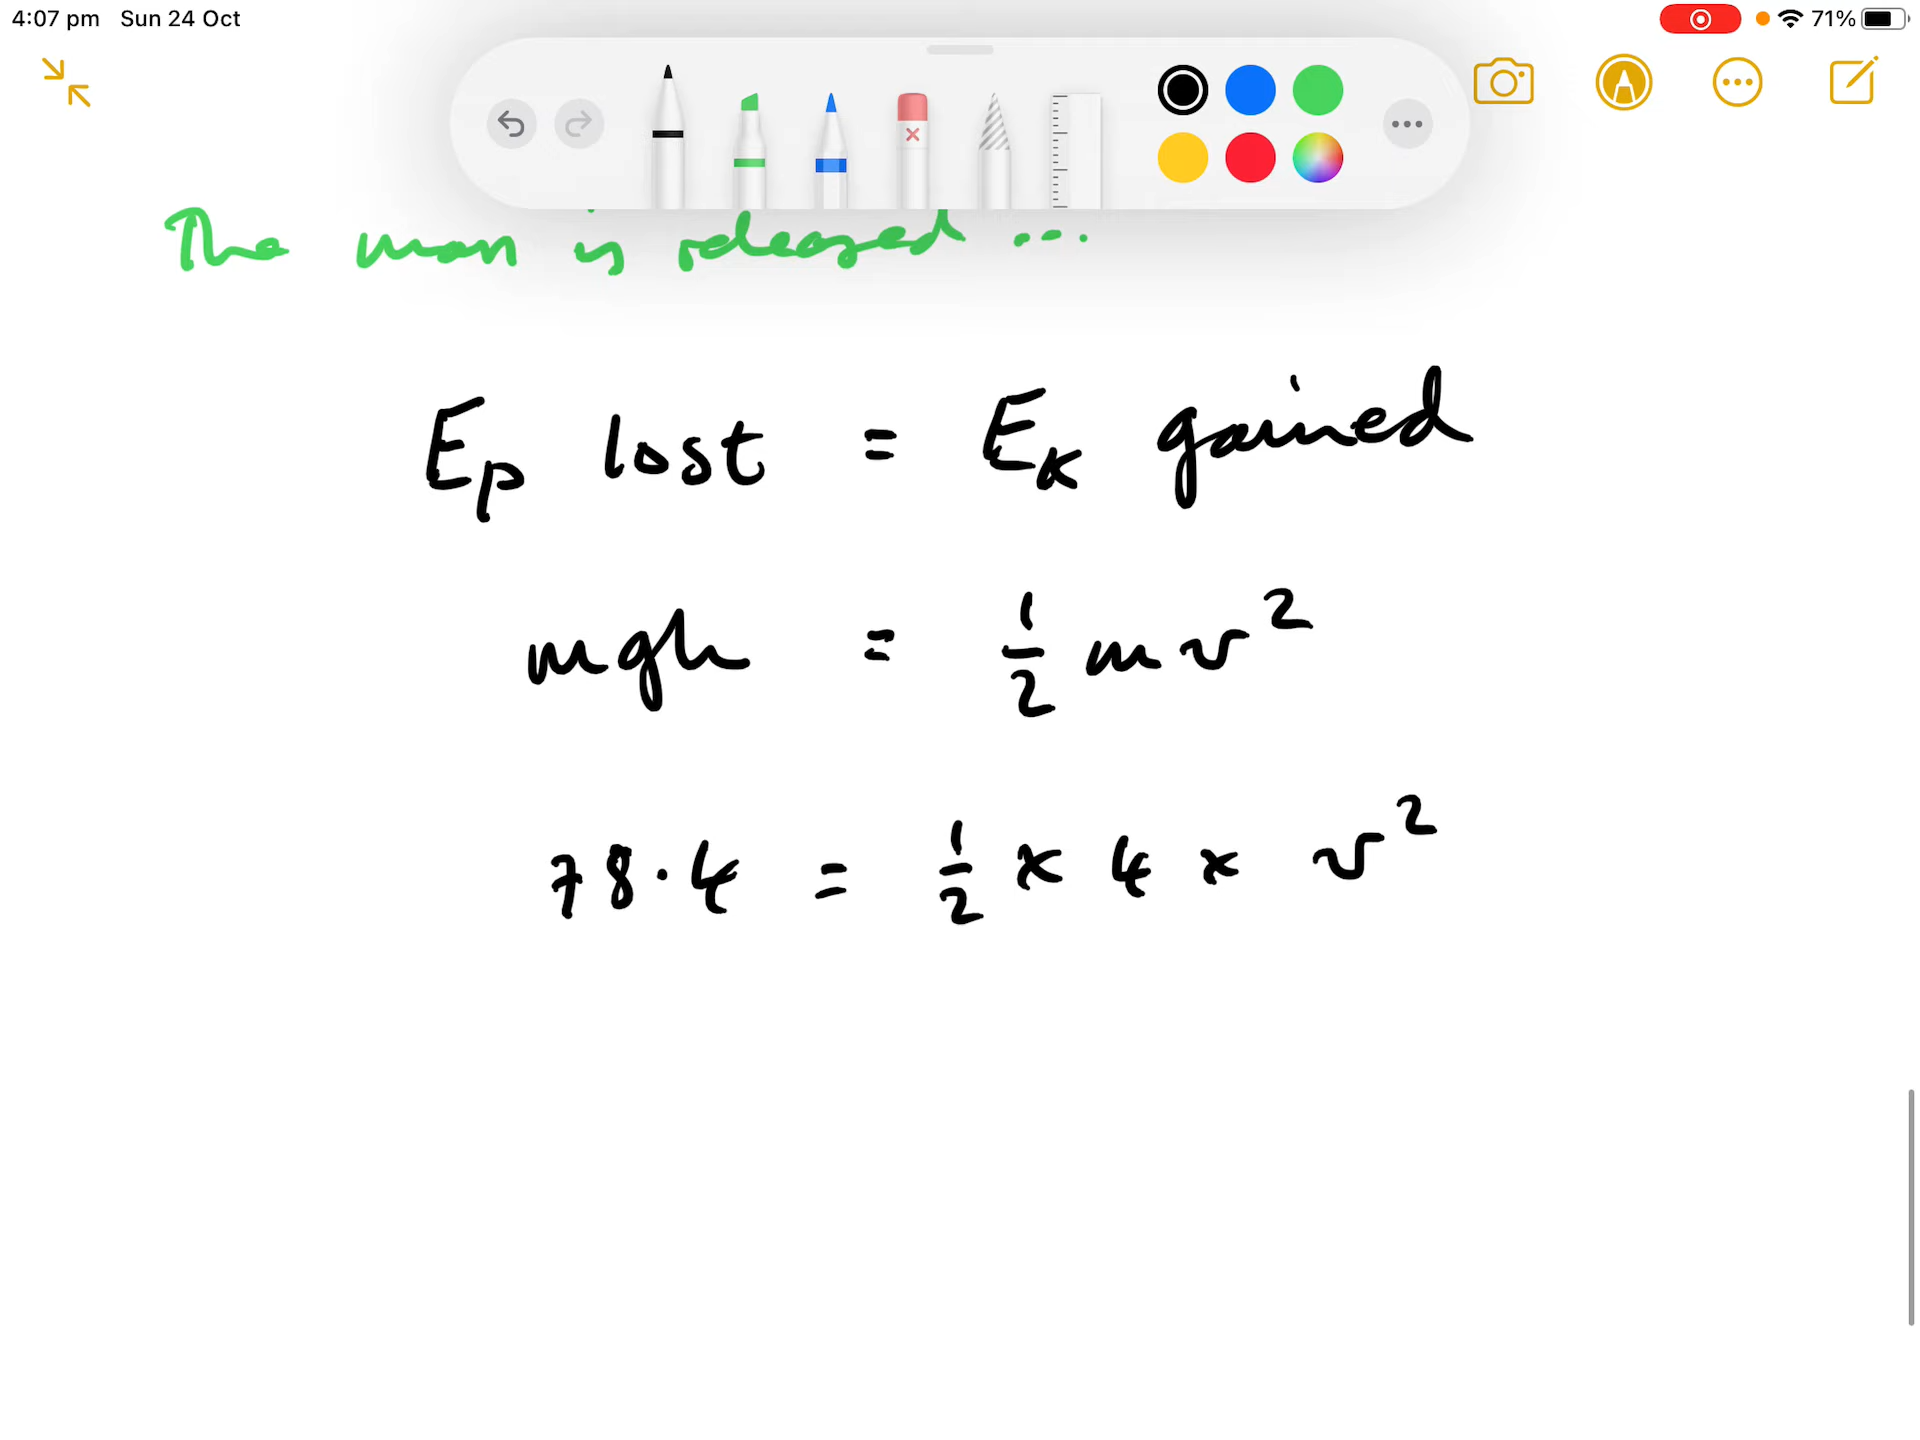 4:07 pm Sun 24 Oct 71%
The man is released ...
Ep lost = Ek gained
mgh = 1/2 mv²
78.4 = 1/2 × 4 × v²